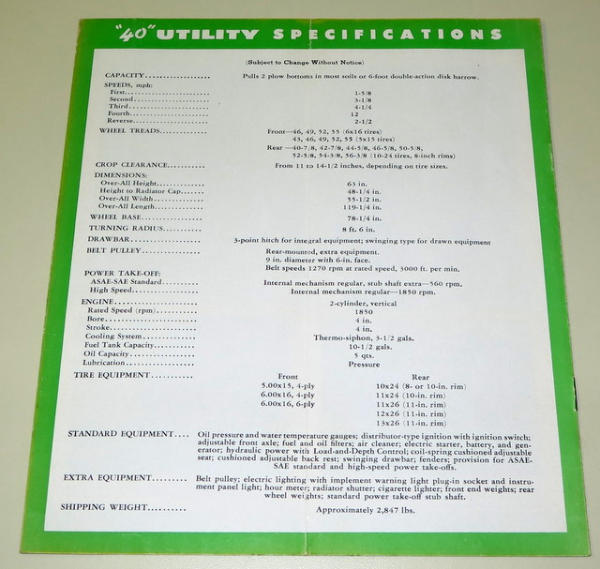 "40" UTILITY SPECIFICATIONS
(Subject to Change Without Notice)
CAPACITY................... Pulls 2 plow bottoms in most soils or 6-foot double-action disk harrow.
SPEEDS, mph:
First........................ 1-5/8
Second...................... 3-1/8
Third........................ 4-1/4
Fourth....................... 12
Reverse...................... 2-1/2
WHEEL TREADS............... Front—46, 49, 52, 55 (6x16 tires)
43, 46, 49, 52, 55 (5x15 tires)
Rear —40-7/8, 42-7/8, 44-5/8, 46-5/8, 50-5/8,
52-5/8, 54-3/8, 56-3/8 (10-24 tires, 8-inch rims)
CROP CLEARANCE............... From 11 to 14-1/2 inches, depending on tire sizes.
DIMENSIONS:
Over-All Height.............. 63 in.
Height to Radiator Cap....... 48-1/4 in.
Over-All Width............... 55-1/2 in.
Over-All Length.............. 119-1/4 in.
WHEEL BASE................. 78-1/4 in.
TURNING RADIUS........... 8 ft. 6 in.
DRAWBAR.................. 3-point hitch for integral equipment; swinging type for drawn equipment
BELT PULLEY................. Rear-mounted, extra equipment.
9 in. diameter with 6-in. face.
Belt speeds 1270 rpm at rated speed, 3000 ft. per min.
POWER TAKE-OFF:
ASAE-SAE Standard........... Internal mechanism regular, stub shaft extra—560 rpm.
High Speed................... Internal mechanism regular—1850 rpm.
ENGINE........................ 2-cylinder, vertical
Rated Speed (rpm)............ 1850
Bore.......................... 4 in.
Stroke......................... 4 in.
Cooling System................ Thermo-siphon, 3-1/2 gals.
Fuel Tank Capacity............ 10-1/2 gals.
Oil Capacity................... 5 qts.
Lubrication.................... Pressure
TIRE EQUIPMENT............ Front Rear
5.00x15, 4-ply 10x24 (8- or 10-in. rim)
6.00x16, 4-ply 11x24 (10-in. rim)
6.00x16, 6-ply 11x26 (11-in. rim)
12x26 (11-in. rim)
13x26 (11-in. rim)
STANDARD EQUIPMENT.... Oil pressure and water temperature gauges; distributor-type ignition with ignition switch;
adjustable front axle; fuel and oil filters; air cleaner; electric starter, battery, and gen-
erator; hydraulic power with Load-and-Depth Control; coil-spring cushioned adjustable
seat; cushioned adjustable back rest; swinging drawbar; fenders; provision for ASAE-
SAE standard and high-speed power take-offs.
EXTRA EQUIPMENT.......... Belt pulley; electric lighting with implement warning light plug-in socket and instru-
ment panel light; hour meter; radiator shutter; cigarette lighter; front end weights; rear
wheel weights; standard power take-off stub shaft.
SHIPPING WEIGHT.......... Approximately 2,847 lbs.